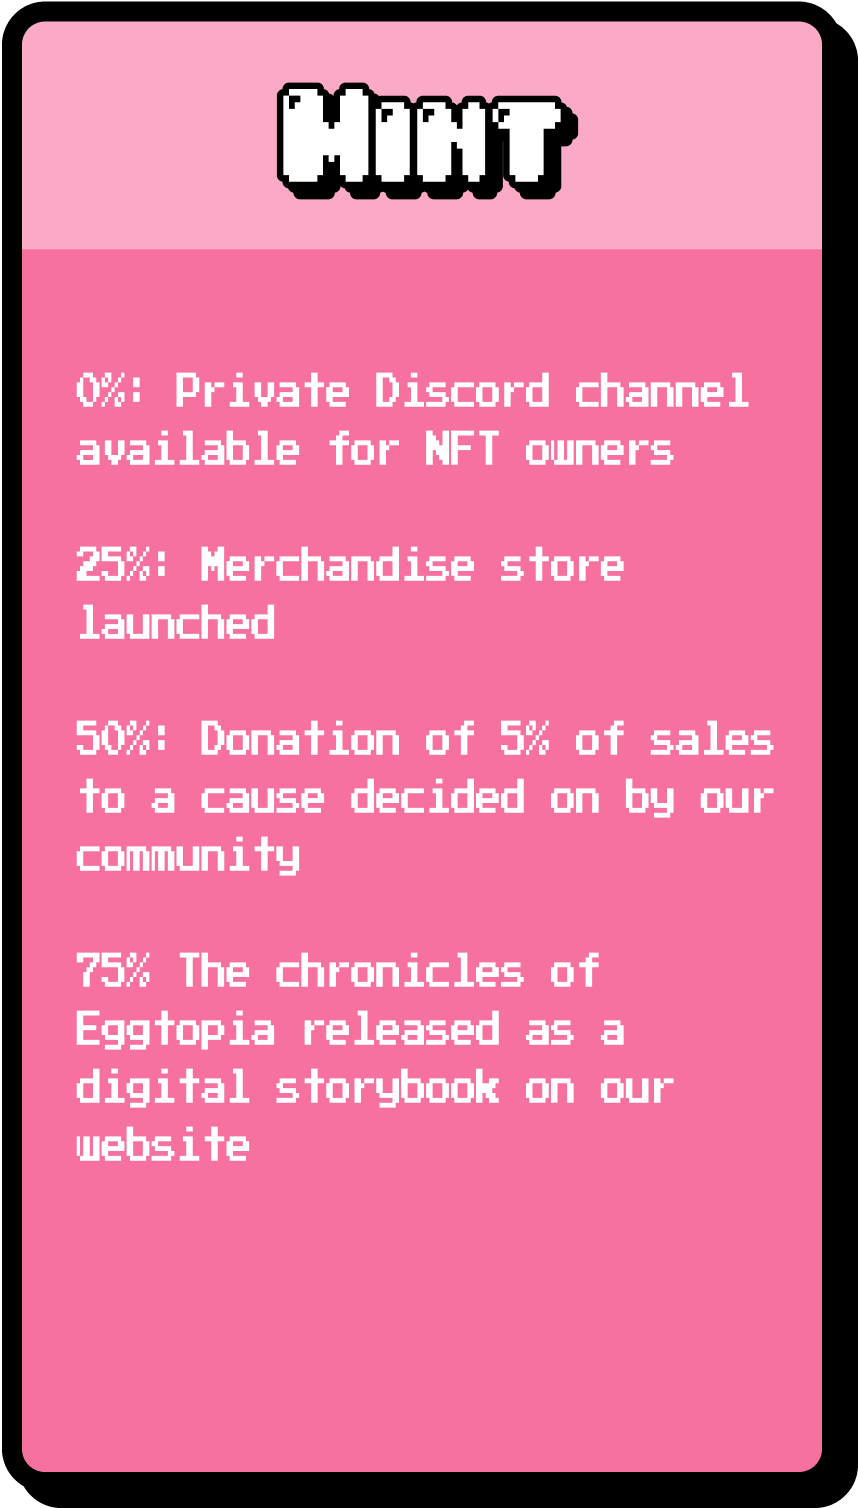 Mint
0%: Private Discord channel
available for NFT owners
25%: Merchandise store
launched
50%: Donation of 5% of sales
to a cause decided on by our
community
75% The chronicles of
Eggtopia released as a
digital storybook on our
website